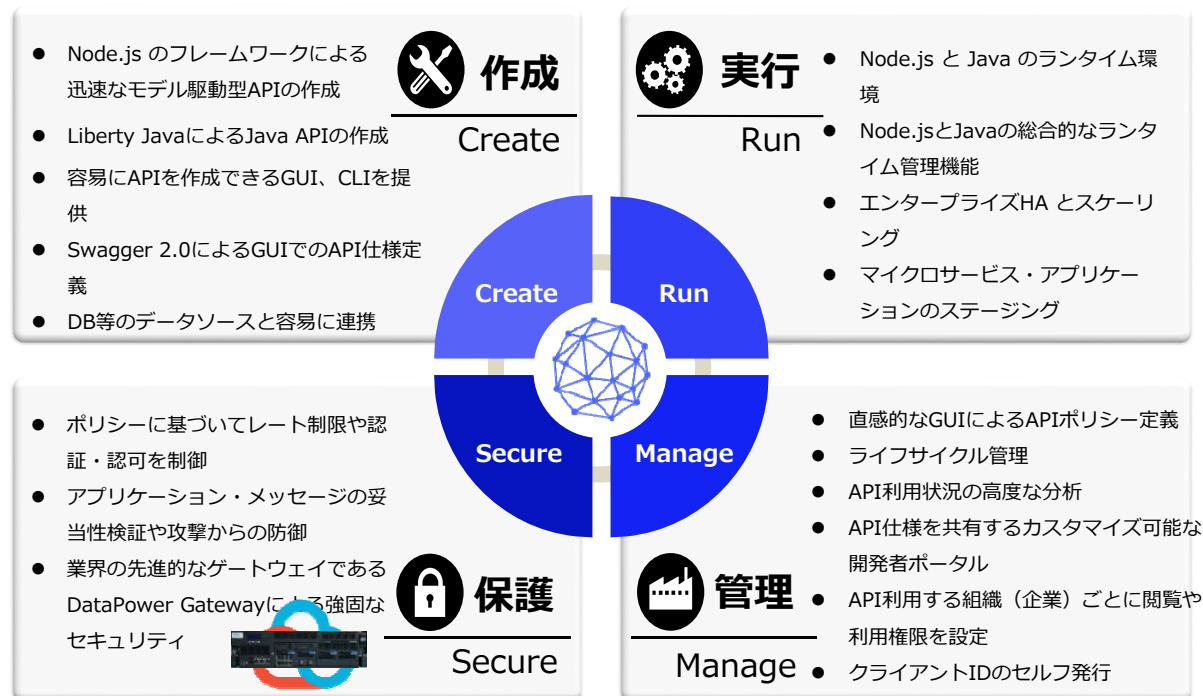 ● Node.js のフレームワークによる
迅速なモデル駆動型APIの作成
● Liberty JavaによるJava APIの作成
● 容易にAPIを作成できるGUI、CLIを提
供
● Swagger 2.0によるGUIでのAPI仕様定
義
● DB等のデータソースと容易に連携
作成
Create
実行
Run
● Node.js と Java のランタイム環
境
● Node.jsとJavaの総合的なランタ
イム管理機能
● エンタープライズHA とスケーリ
ング
● マイクロサービス・アプリケー
ションのステージング
Create
Run
Secure
Manage
● ポリシーに基づいてレート制限や認
証・認可を制御
● アプリケーション・メッセージの妥
当性検証や攻撃からの防御
● 業界の先進的なゲートウェイである
DataPower Gatewayによる強固な
セキュリティ
保護
Secure
管理
Manage
● 直感的なGUIによるAPIポリシー定義
● ライフサイクル管理
● API利用状況の高度な分析
● API仕様を共有するカスタマイズ可能な
開発者ポータル
● API利用する組織（企業）ごとに閲覧や
利用権限を設定
● クライアントIDのセルフ発行